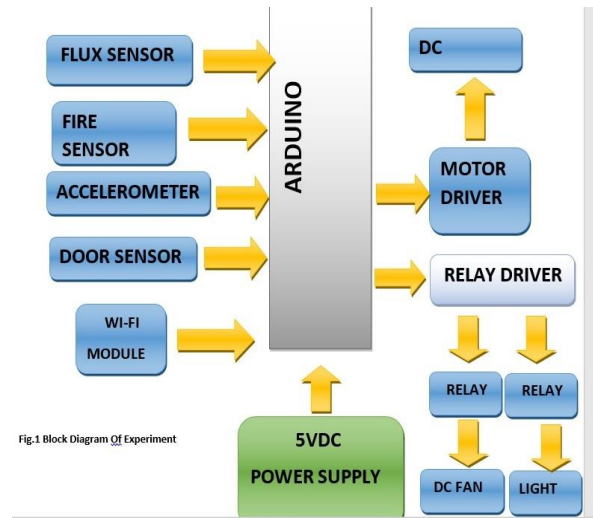 FLUX SENSOR
FIRE
SENSOR
ACCELEROMETER
DOOR SENSOR
WI-FI
MODULE
ARDUINO
DC
MOTOR
DRIVER
RELAY DRIVER
RELAY
RELAY
DC FAN
LIGHT
5VDC
POWER SUPPLY
Fig.1 Block Diagram Of Experiment